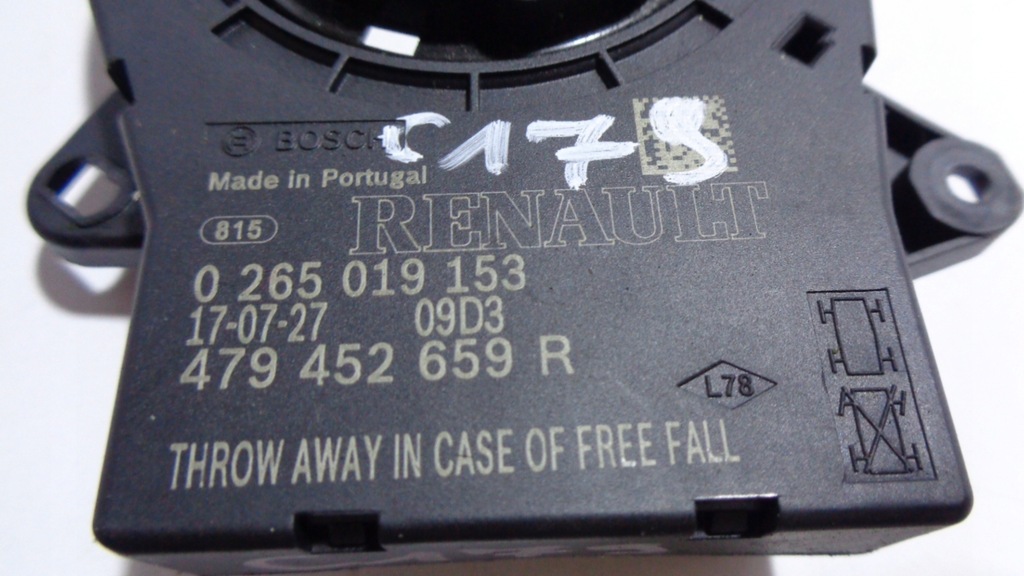 BOSCH
C179
Made in Portugal
815
RENAULT
0 265 019 153
17-07-27 09D3
479 452 659 R
L78
THROW AWAY IN CASE OF FREE FALL